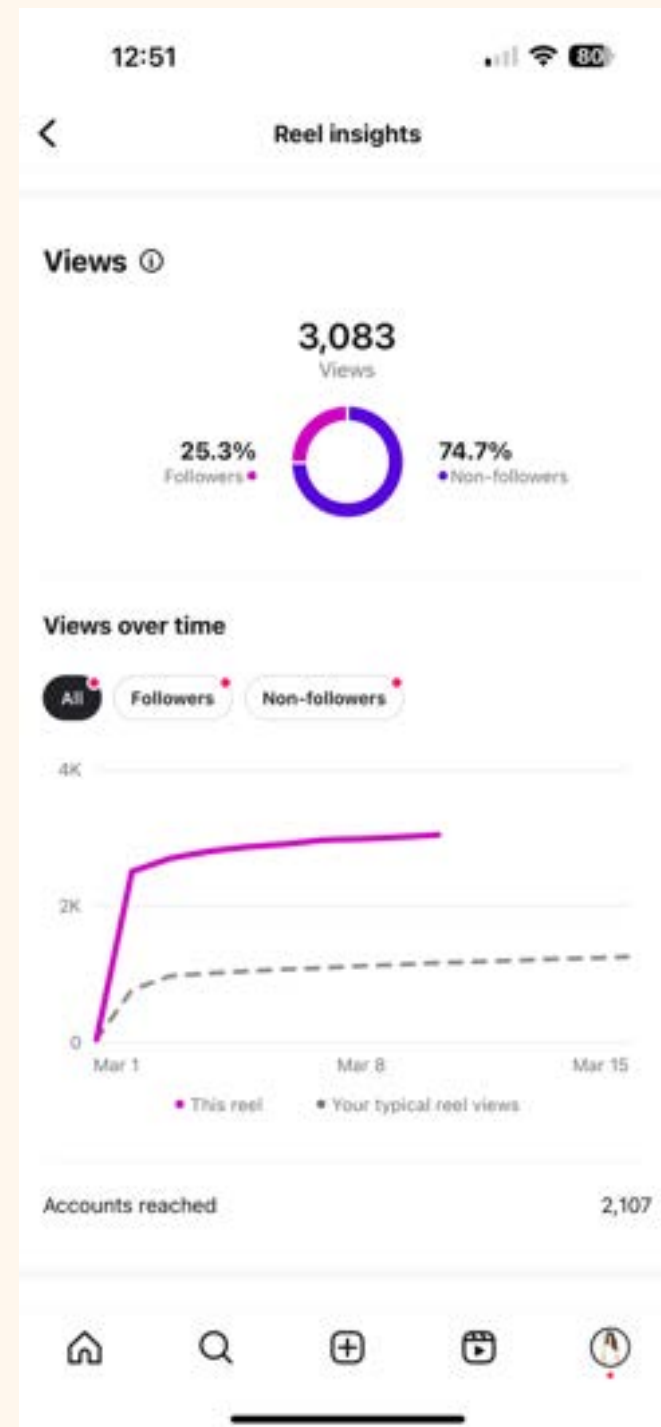 12:51
80
Reel insights
Views
3,083
Views
25.3%
Followers
74.7%
Non-followers
Views over time
All
Followers
Non-followers
4K
2K
0
Mar 1
Mar 8
Mar 15
This reel
Your typical reel views
Accounts reached
2,107